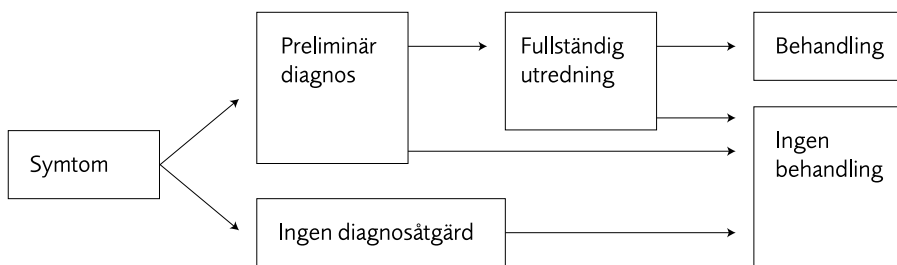 Preliminär
diagnos
Fullständig
utredning
Behandling
Symtom
Ingen
behandling
Ingen diagnosåtgärd